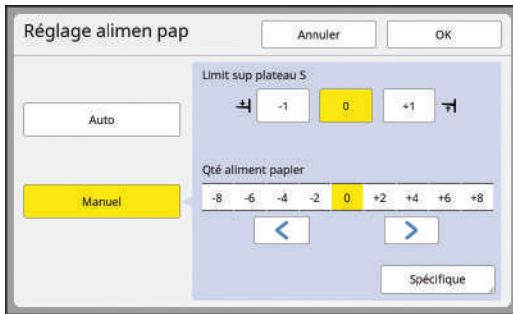 Réglage alimen pap
Annuler
OK
Limit sup plateau S
-1 0 +1
Auto
Qté aliment papier
Manuel
-8 -6 -4 -2 0 +2 +4 +6 +8
Spécifique